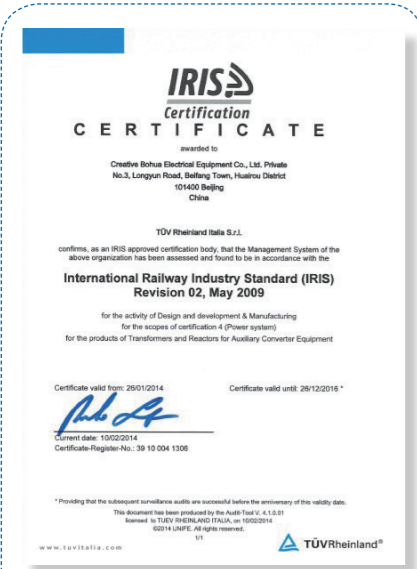 IRIS
Certification
CERTIFICATE
awarded to
Creative Bohua Electrical Equipment Co., Ltd. Private
No.3, Longyun Road, Beifang Town, Huairou District
101400 Beijing
China
TÜV Rheinland Italia S.r.l.
confirms, as an IRIS approved certification body, that the Management System of the
above organization has been assessed and found to be in accordance with the
International Railway Industry Standard (IRIS)
Revision 02, May 2009
for the activity of Design and development & Manufacturing
for the scopes of certification 4 (Power system)
for the products of Transformers and Reactors for Auxiliary Converter Equipment
Certificate valid from: 26/01/2014 Certificate valid until: 26/12/2016 *
Current date: 10/02/2014
Certificate-Register-No.: 39 10 004 1306
* Providing that the subsequent surveillance audits are successful before the anniversary of this validity date.
This document has been produced by the Audit-Tool V. 4.1.0.01
licensed to TUEV RHEINLAND ITALIA, on 10/02/2014
©2014 UNIFE. All rights reserved.
1/1
www.tuvitalia.com TÜVRheinland®